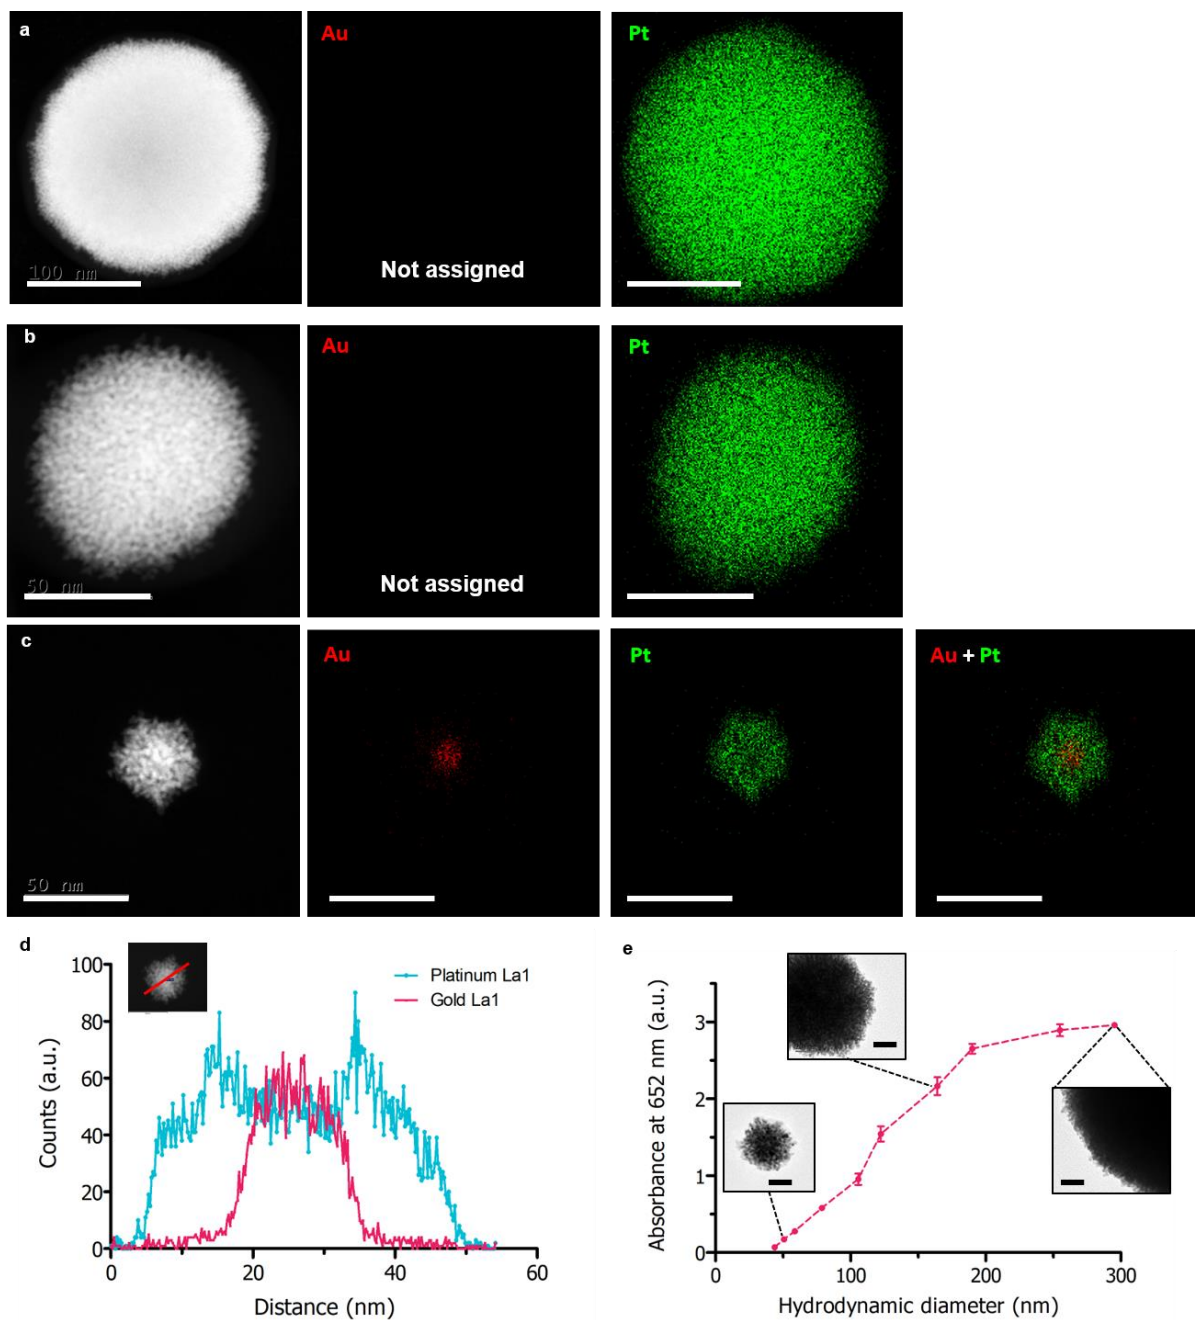 a
Au
Pt
100 nm
Not assigned
b
Au
Pt
50 nm
Not assigned
c
Au
Pt
Au + Pt
50 nm
d
100
80
60
40
20
0
Counts (a.u.)
Platinum La1
Gold La1
0
20
40
60
Distance (nm)
e
3
2
1
0
Absorbance at 652 nm (a.u.)
0
100
200
300
Hydrodynamic diameter (nm)